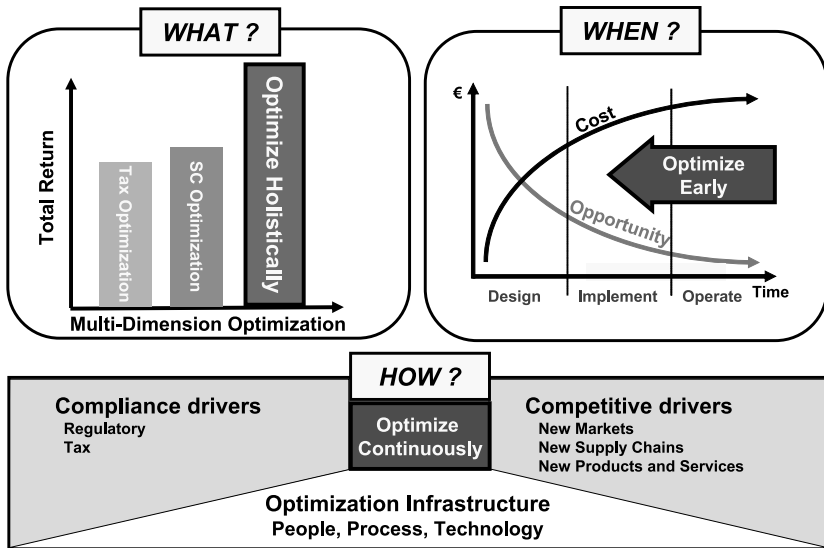 WHAT ?
Total Return
Tax Optimization
SC Optimization
Optimize Holistically
Multi-Dimension Optimization
WHEN ?
€
Cost
Optimize
Early
Opportunity
Design
Implement
Operate
Time
HOW ?
Optimize
Continuously
Compliance drivers
Regulatory
Tax
Competitive drivers
New Markets
New Supply Chains
New Products and Services
Optimization Infrastructure
People, Process, Technology